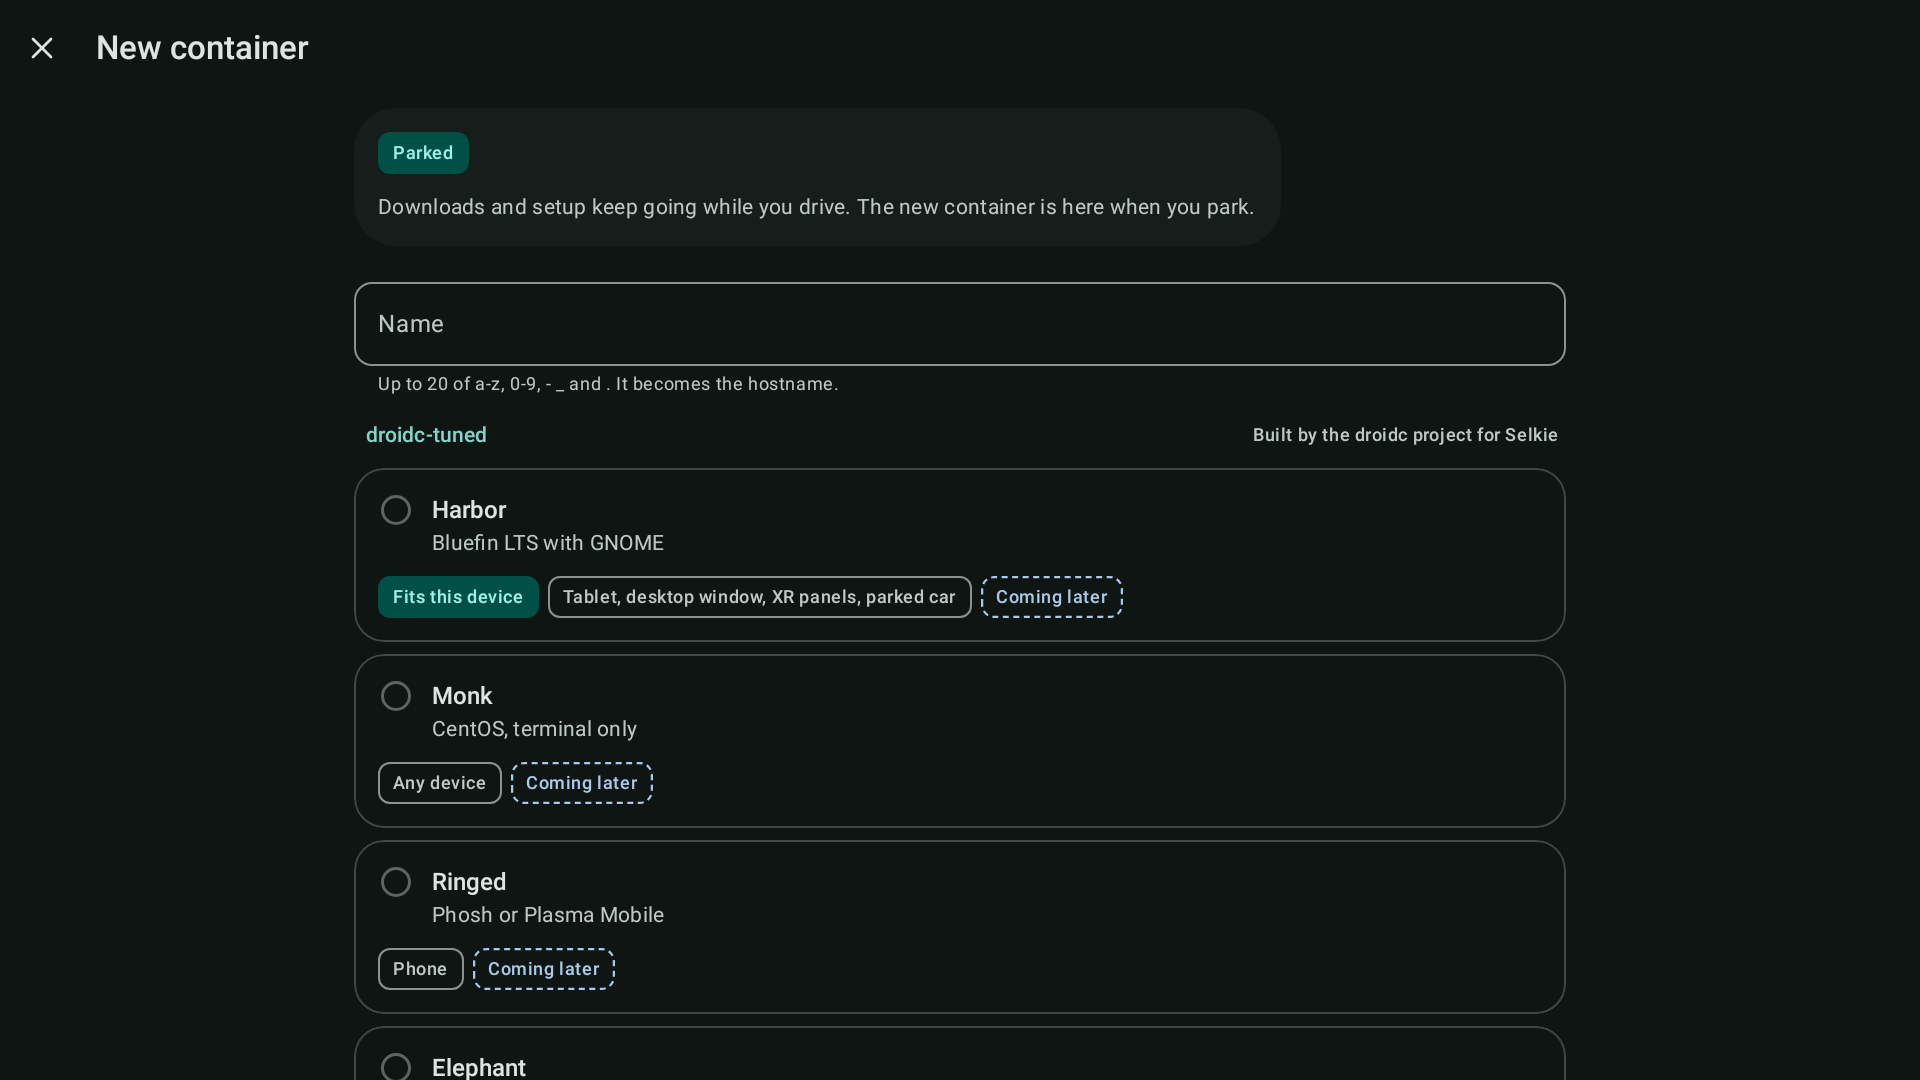 New container
Parked
Downloads and setup keep going while you drive. The new container is here when you park.
Name
Up to 20 of a-z, 0-9, - _ and . It becomes the hostname.
droidc-tuned
Built by the droidc project for Selkie
Harbor
Bluefin LTS with GNOME
Fits this device
Tablet, desktop window, XR panels, parked car
Coming later
Monk
CentOS, terminal only
Any device
Coming later
Ringed
Phosh or Plasma Mobile
Phone
Coming later
Elephant